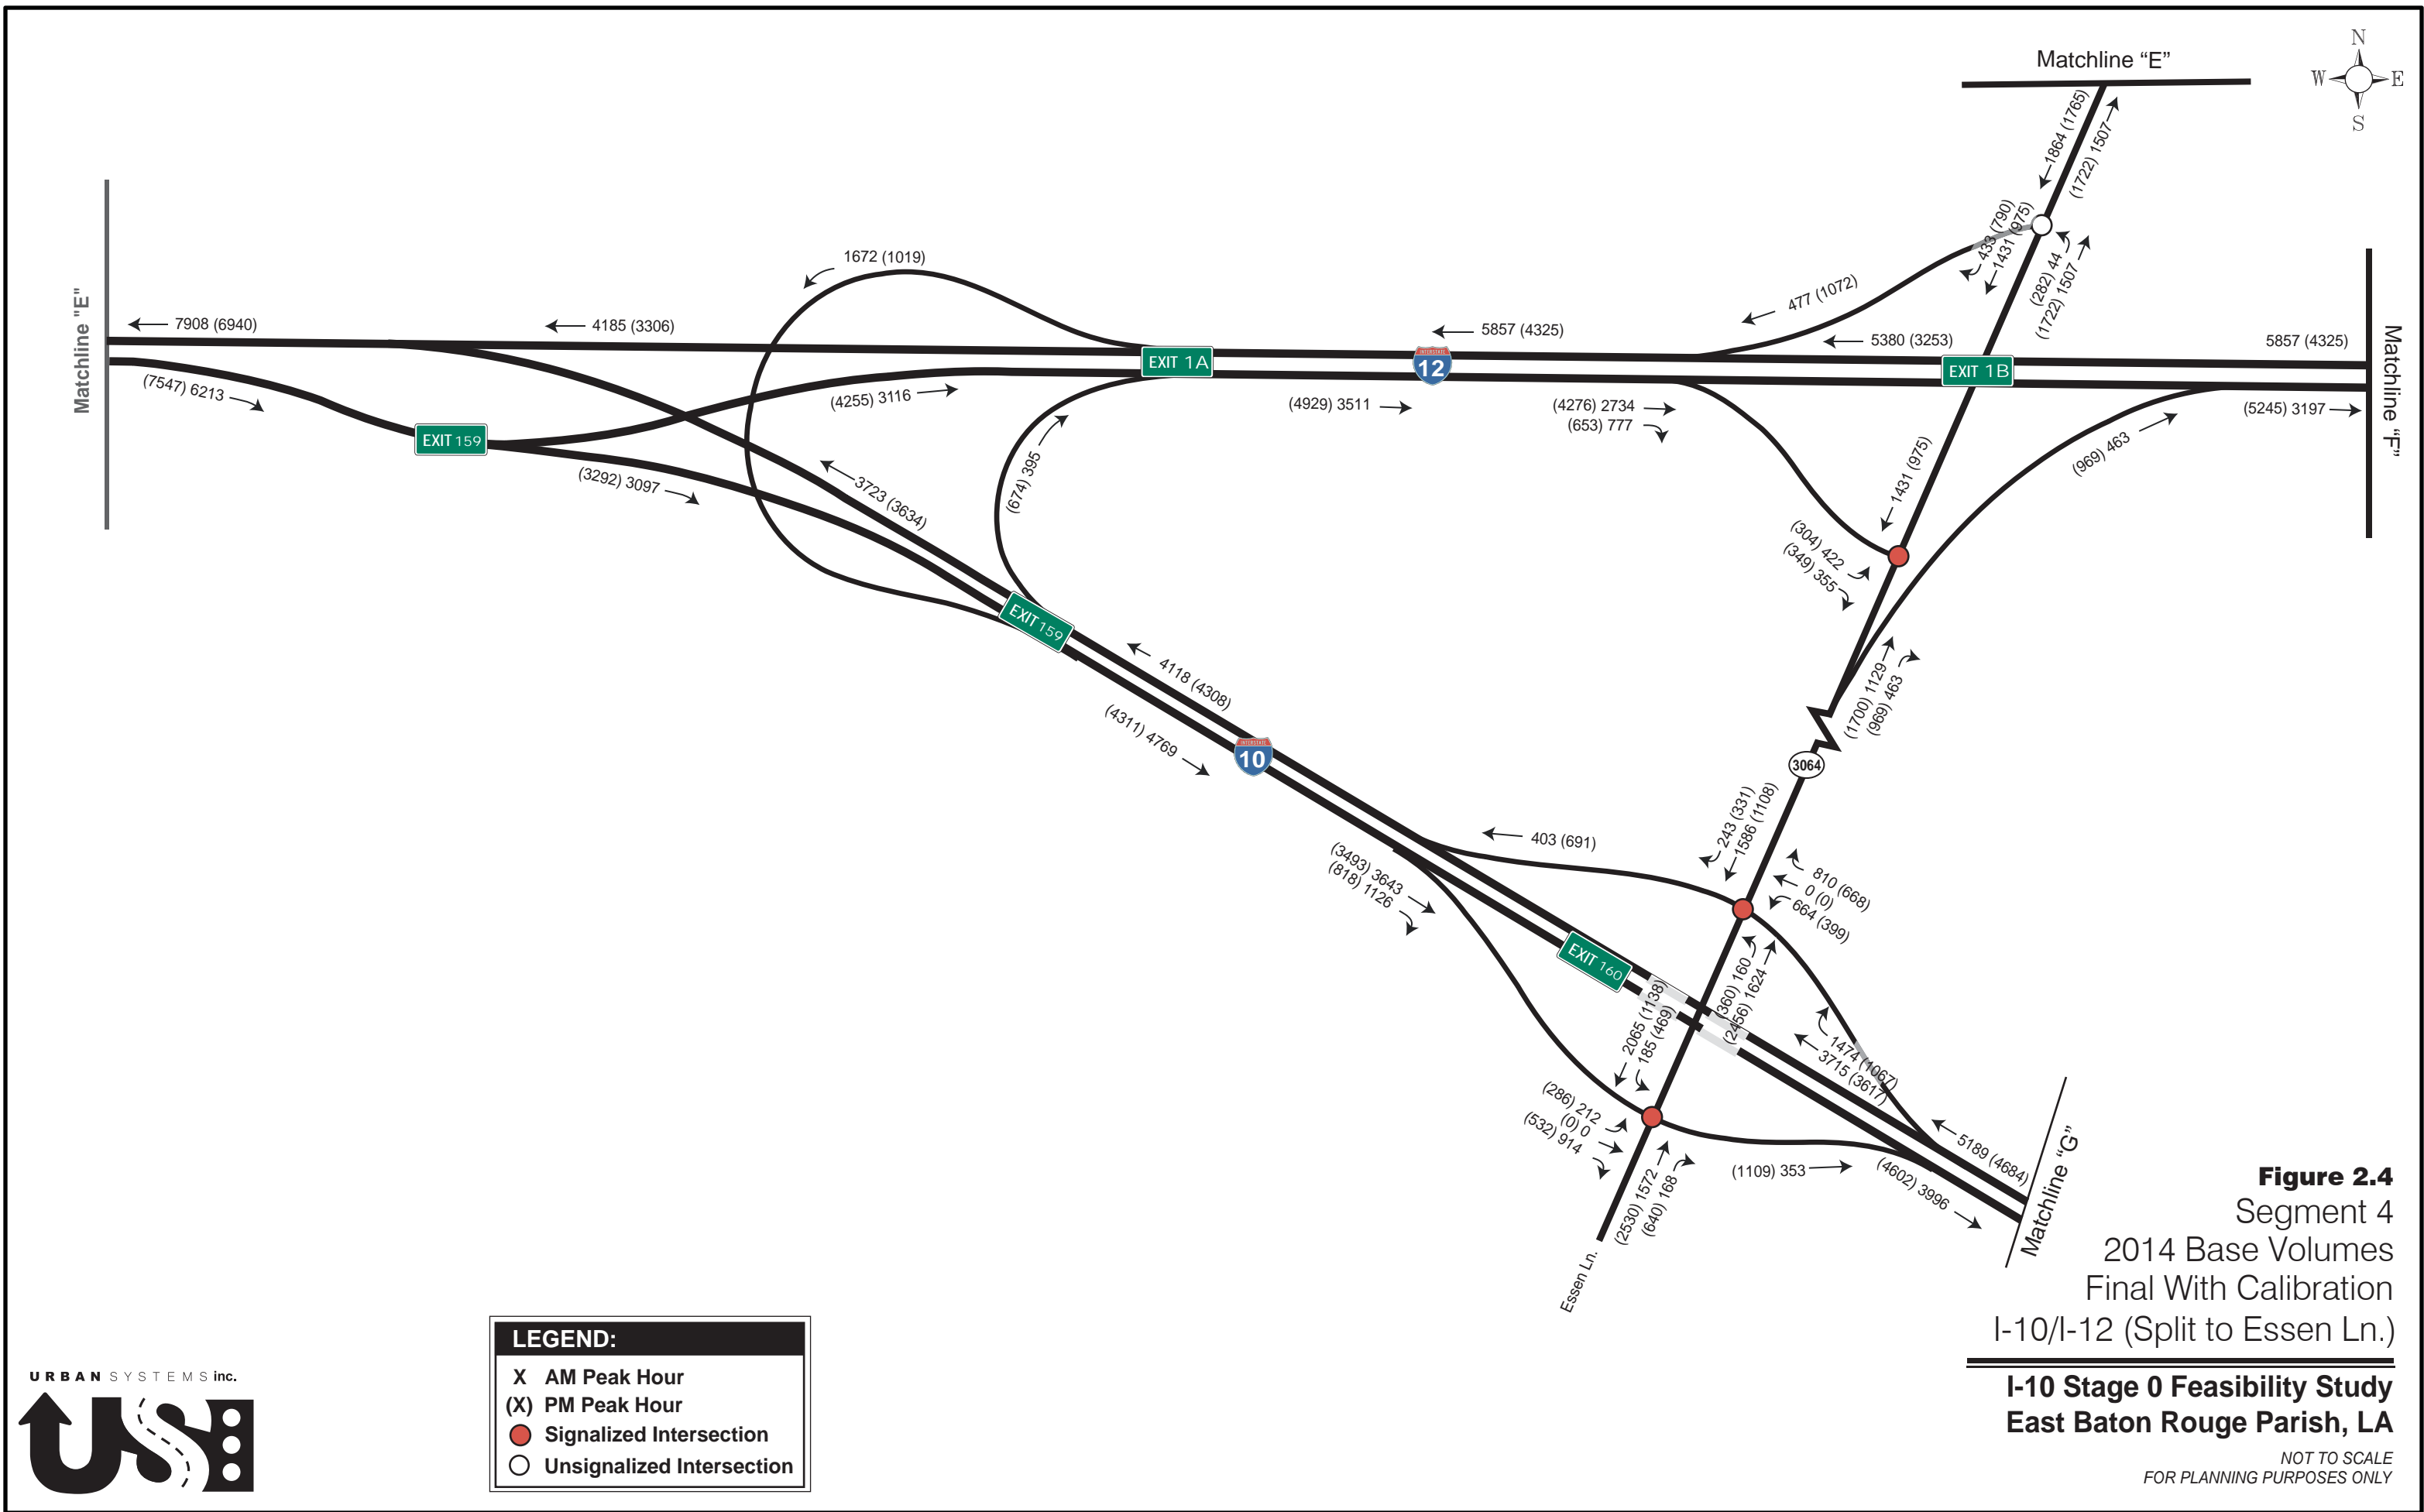 Matchline “E”
N
W E
S
1864 (1765)
(1722) 1507
433 (790)
1431 (975)
(282) 44
(1722) 1507
1672 (1019)
477 (1072)
Matchline "E"
7908 (6940)
4185 (3306)
5857 (4325)
5380 (3253)
5857 (4325)
Matchline “F”
EXIT 1A
INTERSTATE
12
EXIT 1B
(7547) 6213
(4255) 3116
(4929) 3511
(4276) 2734
(653) 777
(5245) 3197
EXIT 159
(3292) 3097
3723 (3634)
(674) 395
1431 (975)
(969) 463
(304) 422
(349) 355
EXIT 159
4118 (4308)
(4311) 4769
INTERSTATE
10
(1700) 1129
(969) 463
3064
243 (331)
1586 (1108)
403 (691)
810 (668)
0 (0)
664 (399)
(3493) 3643
(818) 1126
EXIT 160
(360) 160
(2456) 1624
2065 (1138)
185 (469)
1474 (1067)
3715 (3617)
(286) 212
(0) 0
(532) 914
(2530) 1572
(640) 168
(1109) 353
5189 (4684)
(4602) 3996
Matchline “G”
Essen Ln.
Figure 2.4
Segment 4
2014 Base Volumes
Final With Calibration
I-10/I-12 (Split to Essen Ln.)
I-10 Stage 0 Feasibility Study
East Baton Rouge Parish, LA
NOT TO SCALE
FOR PLANNING PURPOSES ONLY
LEGEND:
X AM Peak Hour
(X) PM Peak Hour
Signalized Intersection
Unsignalized Intersection
URBAN SYSTEMS inc.
USI